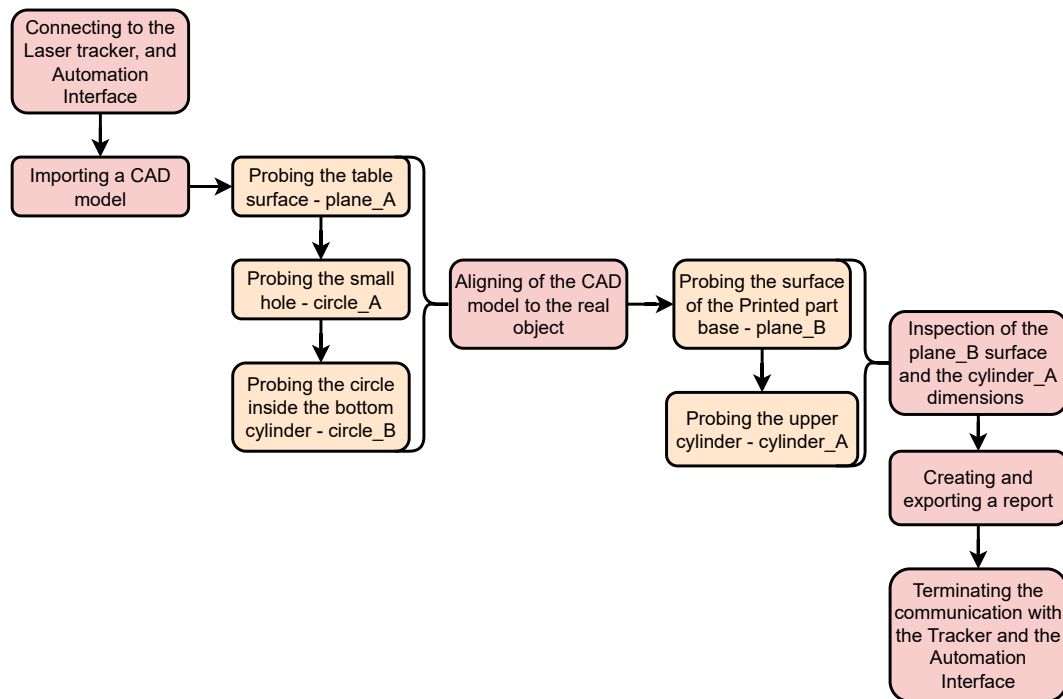 Connecting to the
Laser tracker, and
Automation
Interface
Importing a CAD
model
Probing the table
surface - plane_A
Probing the small
hole - circle_A
Probing the circle
inside the bottom
cylinder - circle_B
Aligning of the CAD
model to the real
object
Probing the surface
of the Printed part
base - plane_B
Probing the upper
cylinder - cylinder_A
Inspection of the
plane_B surface
and the cylinder_A
dimensions
Creating and
exporting a report
Terminating the
communication with
the Tracker and the
Automation
Interface